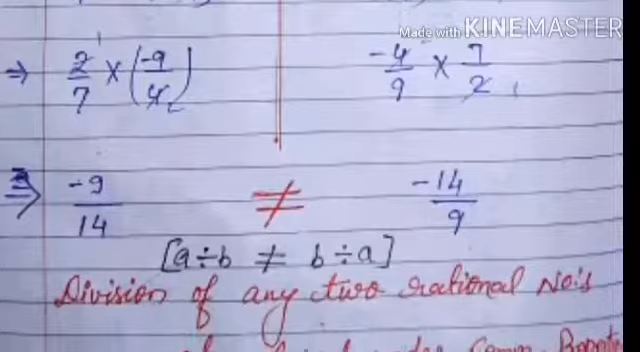 Made with KINEMASTER
⇒ 2/7 × (-9/4) -4/9 × 7/2
⇒ -9/14 ≠ -14/9
[a÷b ≠ b÷a]
Division of any two rational No's